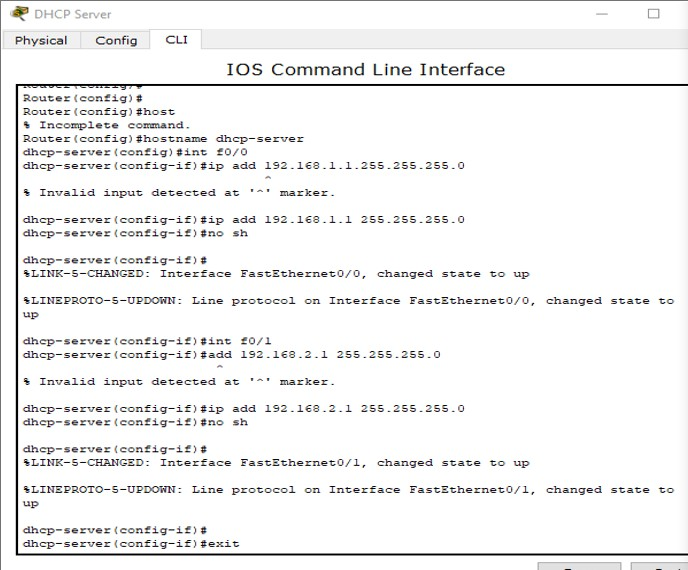 DHCP Server
Physical Config CLI
IOS Command Line Interface
Router(config)#
Router(config)#
Router(config)#host
% Incomplete command.
Router(config)#hostname dhcp-server
dhcp-server(config)#int f0/0
dhcp-server(config-if)#ip add 192.168.1.1.255.255.255.0
^
% Invalid input detected at '^' marker.
dhcp-server(config-if)#ip add 192.168.1.1 255.255.255.0
dhcp-server(config-if)#no sh
dhcp-server(config-if)#
%LINK-5-CHANGED: Interface FastEthernet0/0, changed state to up
%LINEPROTO-5-UPDOWN: Line protocol on Interface FastEthernet0/0, changed state to
up
dhcp-server(config-if)#int f0/1
dhcp-server(config-if)#add 192.168.2.1 255.255.255.0
^
% Invalid input detected at '^' marker.
dhcp-server(config-if)#ip add 192.168.2.1 255.255.255.0
dhcp-server(config-if)#no sh
dhcp-server(config-if)#
%LINK-5-CHANGED: Interface FastEthernet0/1, changed state to up
%LINEPROTO-5-UPDOWN: Line protocol on Interface FastEthernet0/1, changed state to
up
dhcp-server(config-if)#
dhcp-server(config-if)#exit